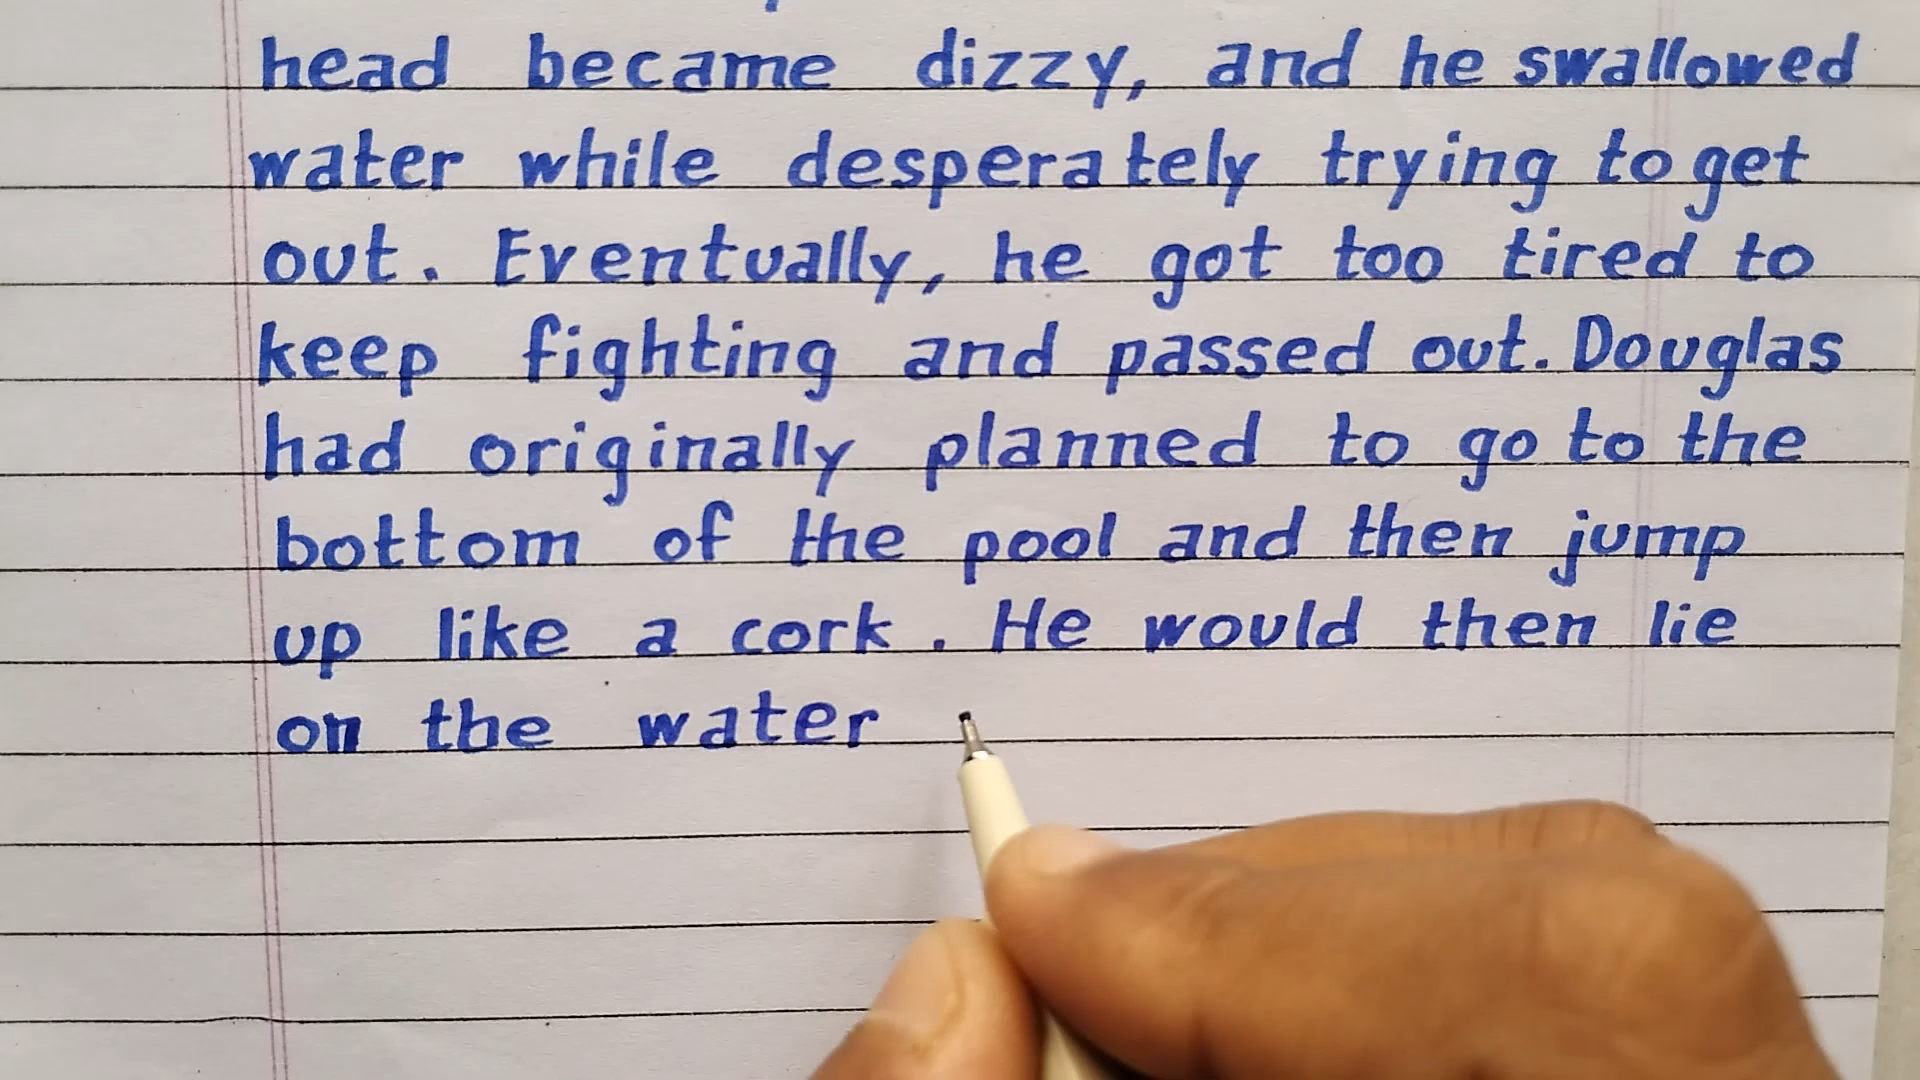 head became dizzy, and he swallowed
water while desperately trying to get
out. Eventually, he got too tired to
keep fighting and passed out. Douglas
had originally planned to go to the
bottom of the pool and then jump
up like a cork. He would then lie
on the water